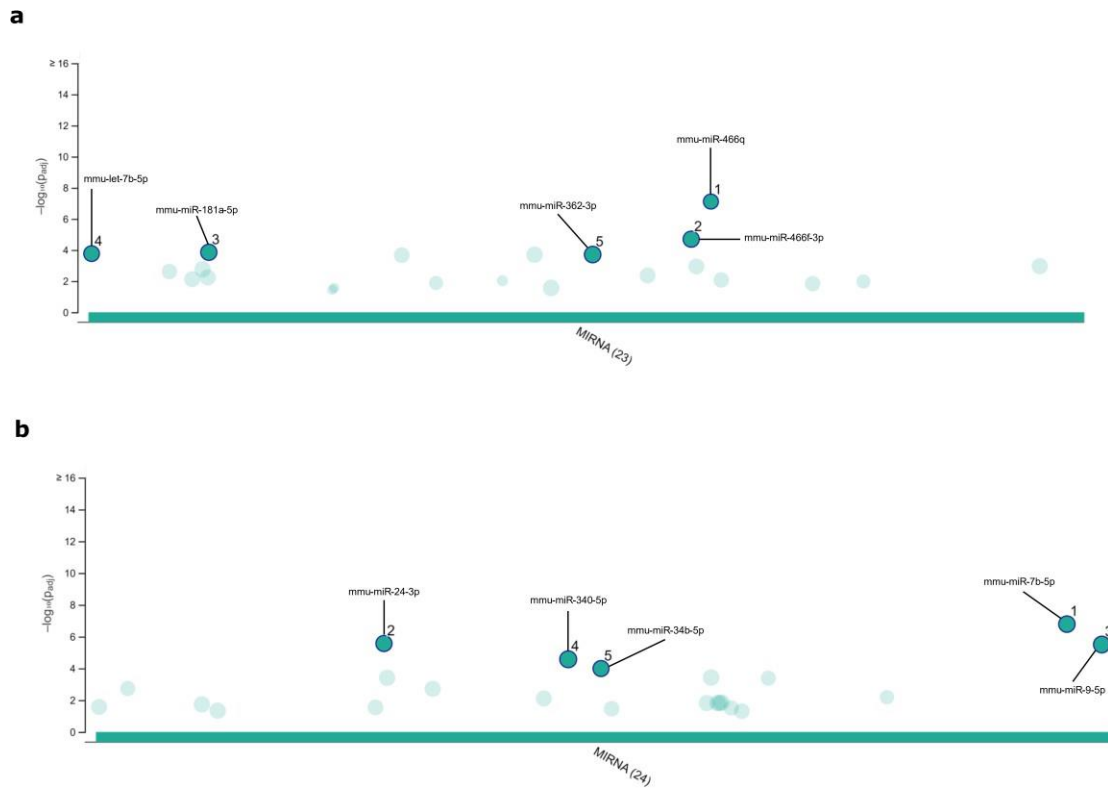 a
≥ 16
14
12
10
8
6
4
2
0
–log₁₀(padj)
mmu-let-7b-5p
4
mmu-miR-181a-5p
3
mmu-miR-362-3p
5
mmu-miR-466q
1
2
mmu-miR-466f-3p
MIRNA (23)
b
≥ 16
14
12
10
8
6
4
2
0
–log₁₀(padj)
mmu-miR-24-3p
2
mmu-miR-340-5p
4
mmu-miR-34b-5p
5
mmu-miR-7b-5p
1
3
mmu-miR-9-5p
MIRNA (24)